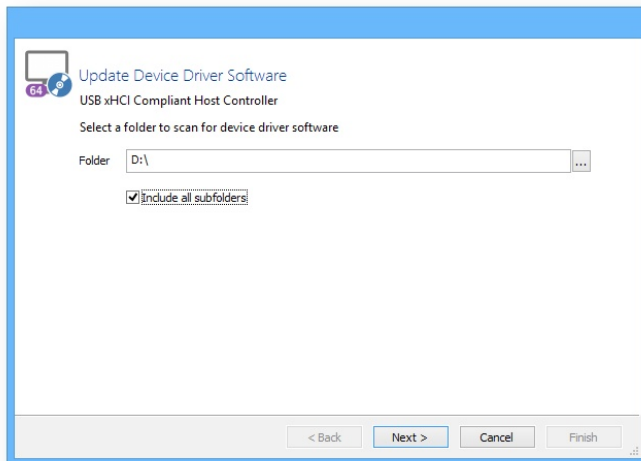 64
Update Device Driver Software
USB xHCI Compliant Host Controller
Select a folder to scan for device driver software
Folder D:\ ...
Include all subfolders
< Back Next > Cancel Finish